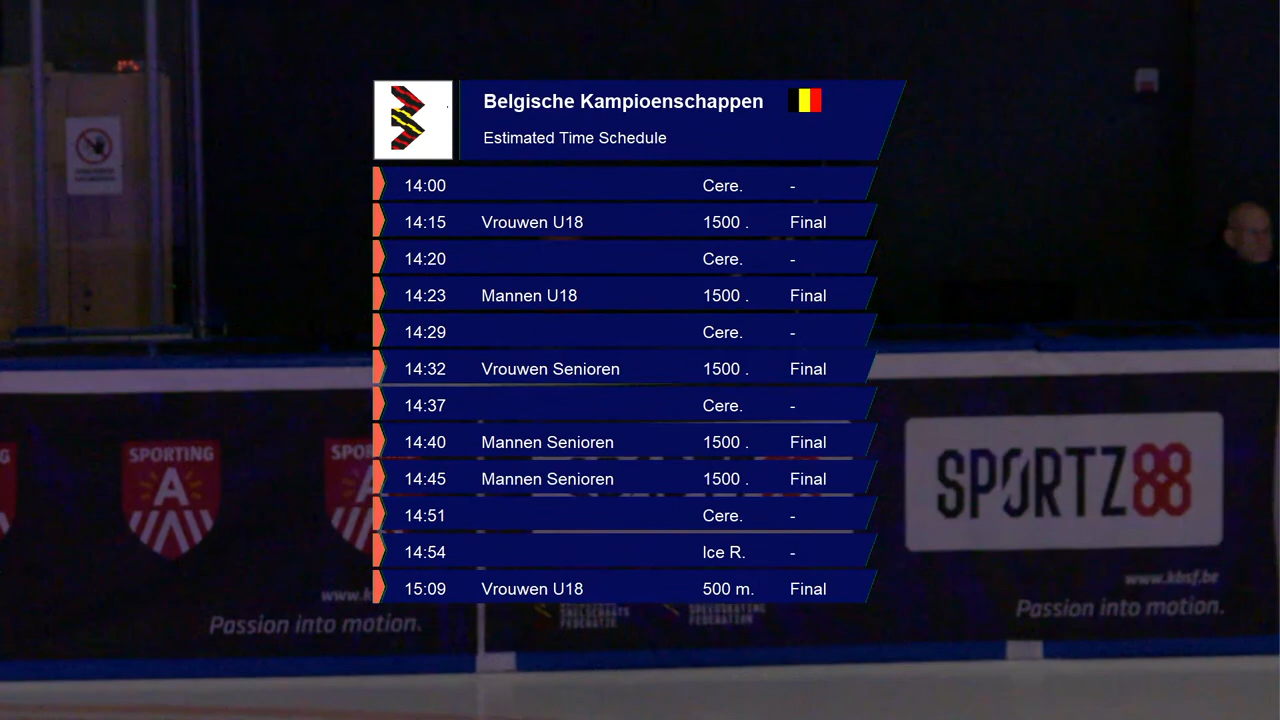 Belgische Kampioenschappen
Estimated Time Schedule
14:00 Cere. -
14:15 Vrouwen U18 1500 . Final
14:20 Cere. -
14:23 Mannen U18 1500 . Final
14:29 Cere. -
14:32 Vrouwen Senioren 1500 . Final
14:37 Cere. -
14:40 Mannen Senioren 1500 . Final
14:45 Mannen Senioren 1500 . Final
14:51 Cere. -
14:54 Ice R. -
15:09 Vrouwen U18 500 m. Final
SPORTING
A
SPORTZ88
www.kbsf.be
Passion into motion.
Passion into motion.
FEDERATIE
SPEEDSKATING
FEDERATION